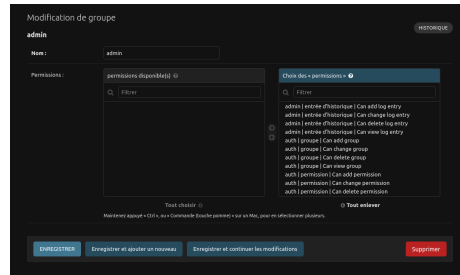 Modification de groupe
HISTORIQUE
admin
Nom :
admin
Permissions :
permissions disponible(s)
Choix des « permissions »
Filtrer
Filtrer
admin | entrée d'historique | Can add log entry
admin | entrée d'historique | Can change log entry
admin | entrée d'historique | Can delete log entry
admin | entrée d'historique | Can view log entry
auth | groupe | Can add group
auth | groupe | Can change group
auth | groupe | Can delete group
auth | groupe | Can view group
auth | permission | Can add permission
auth | permission | Can change permission
auth | permission | Can delete permission
Tout choisir
Tout enlever
Maintenez appuyé « Ctrl », ou « Commande (touche pomme) » sur un Mac, pour en sélectionner plusieurs.
ENREGISTRER
Enregistrer et ajouter un nouveau
Enregistrer et continuer les modifications
Supprimer